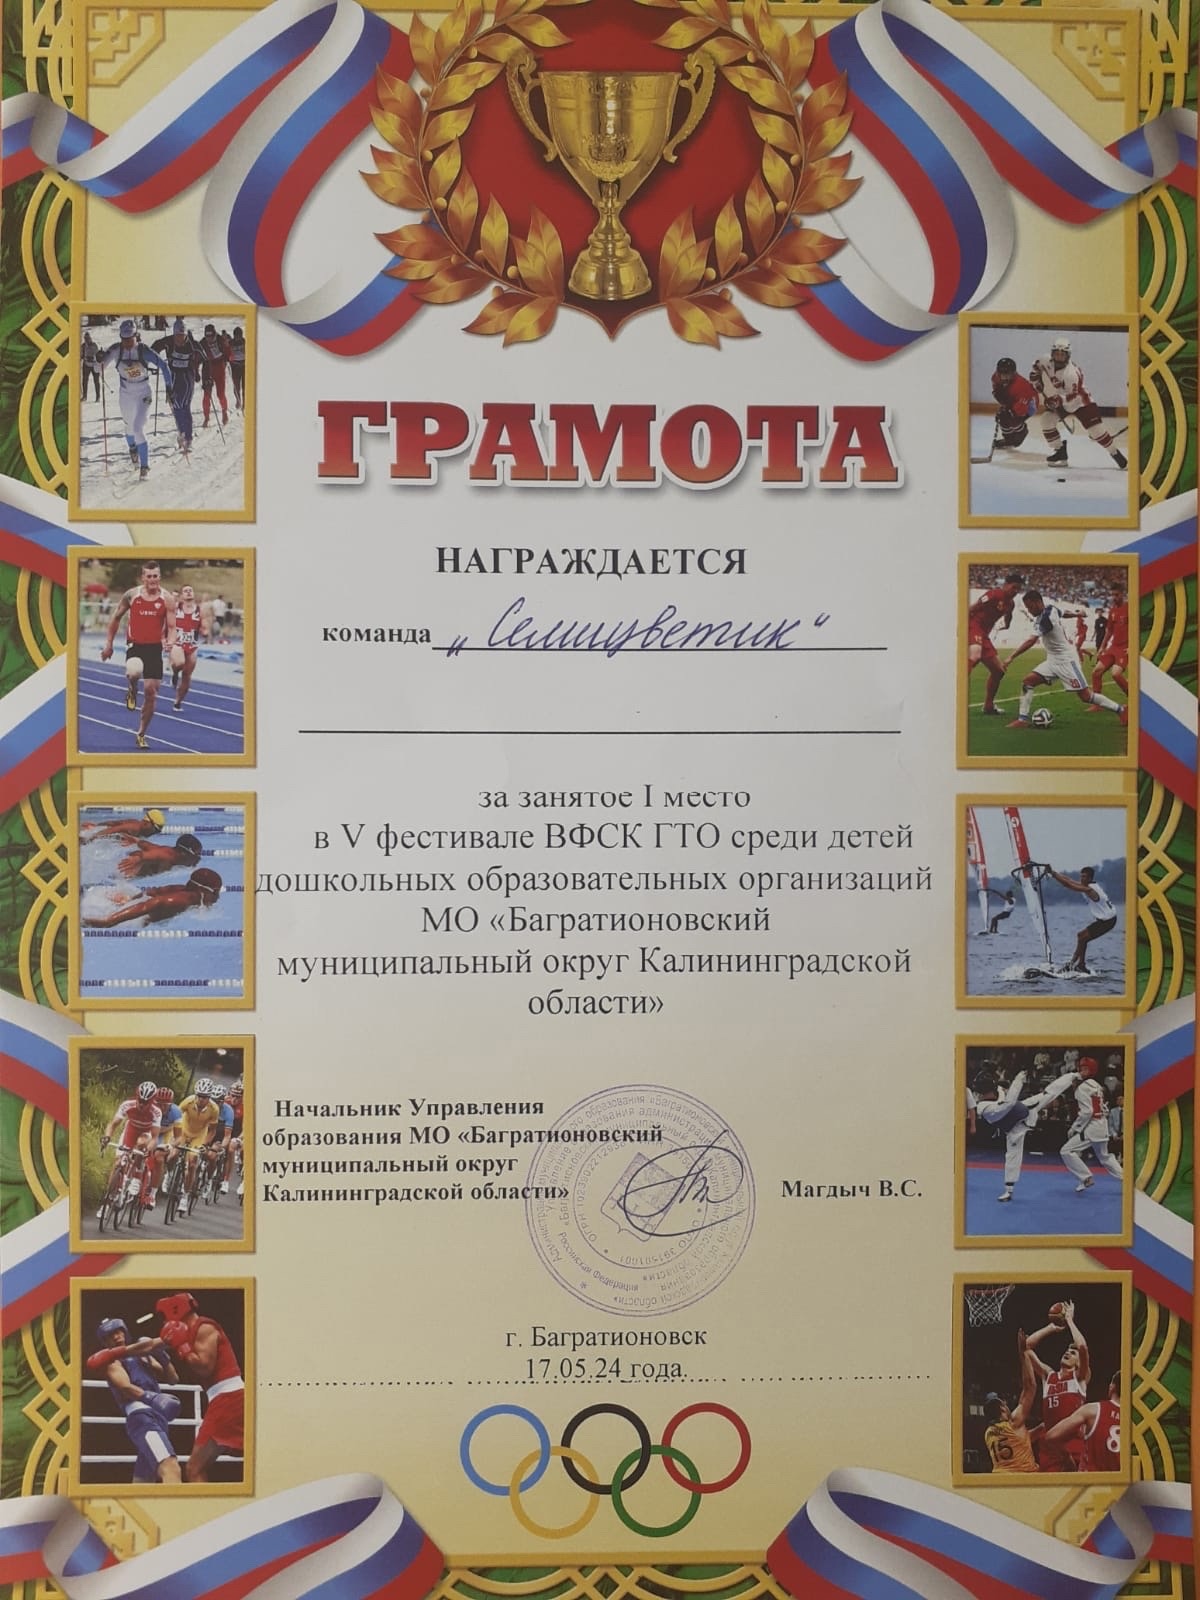 ГРАМОТА
НАГРАЖДАЕТСЯ
команда „Семицветик“
за занятое I место
в V фестивале ВФСК ГТО среди детей
дошкольных образовательных организаций
МО «Багратионовский
муниципальный округ Калининградской
области»
Начальник Управления
образования МО «Багратионовский
муниципальный округ
Калининградской области»
Магдыч В.С.
г. Багратионовск
17.05.24 года.